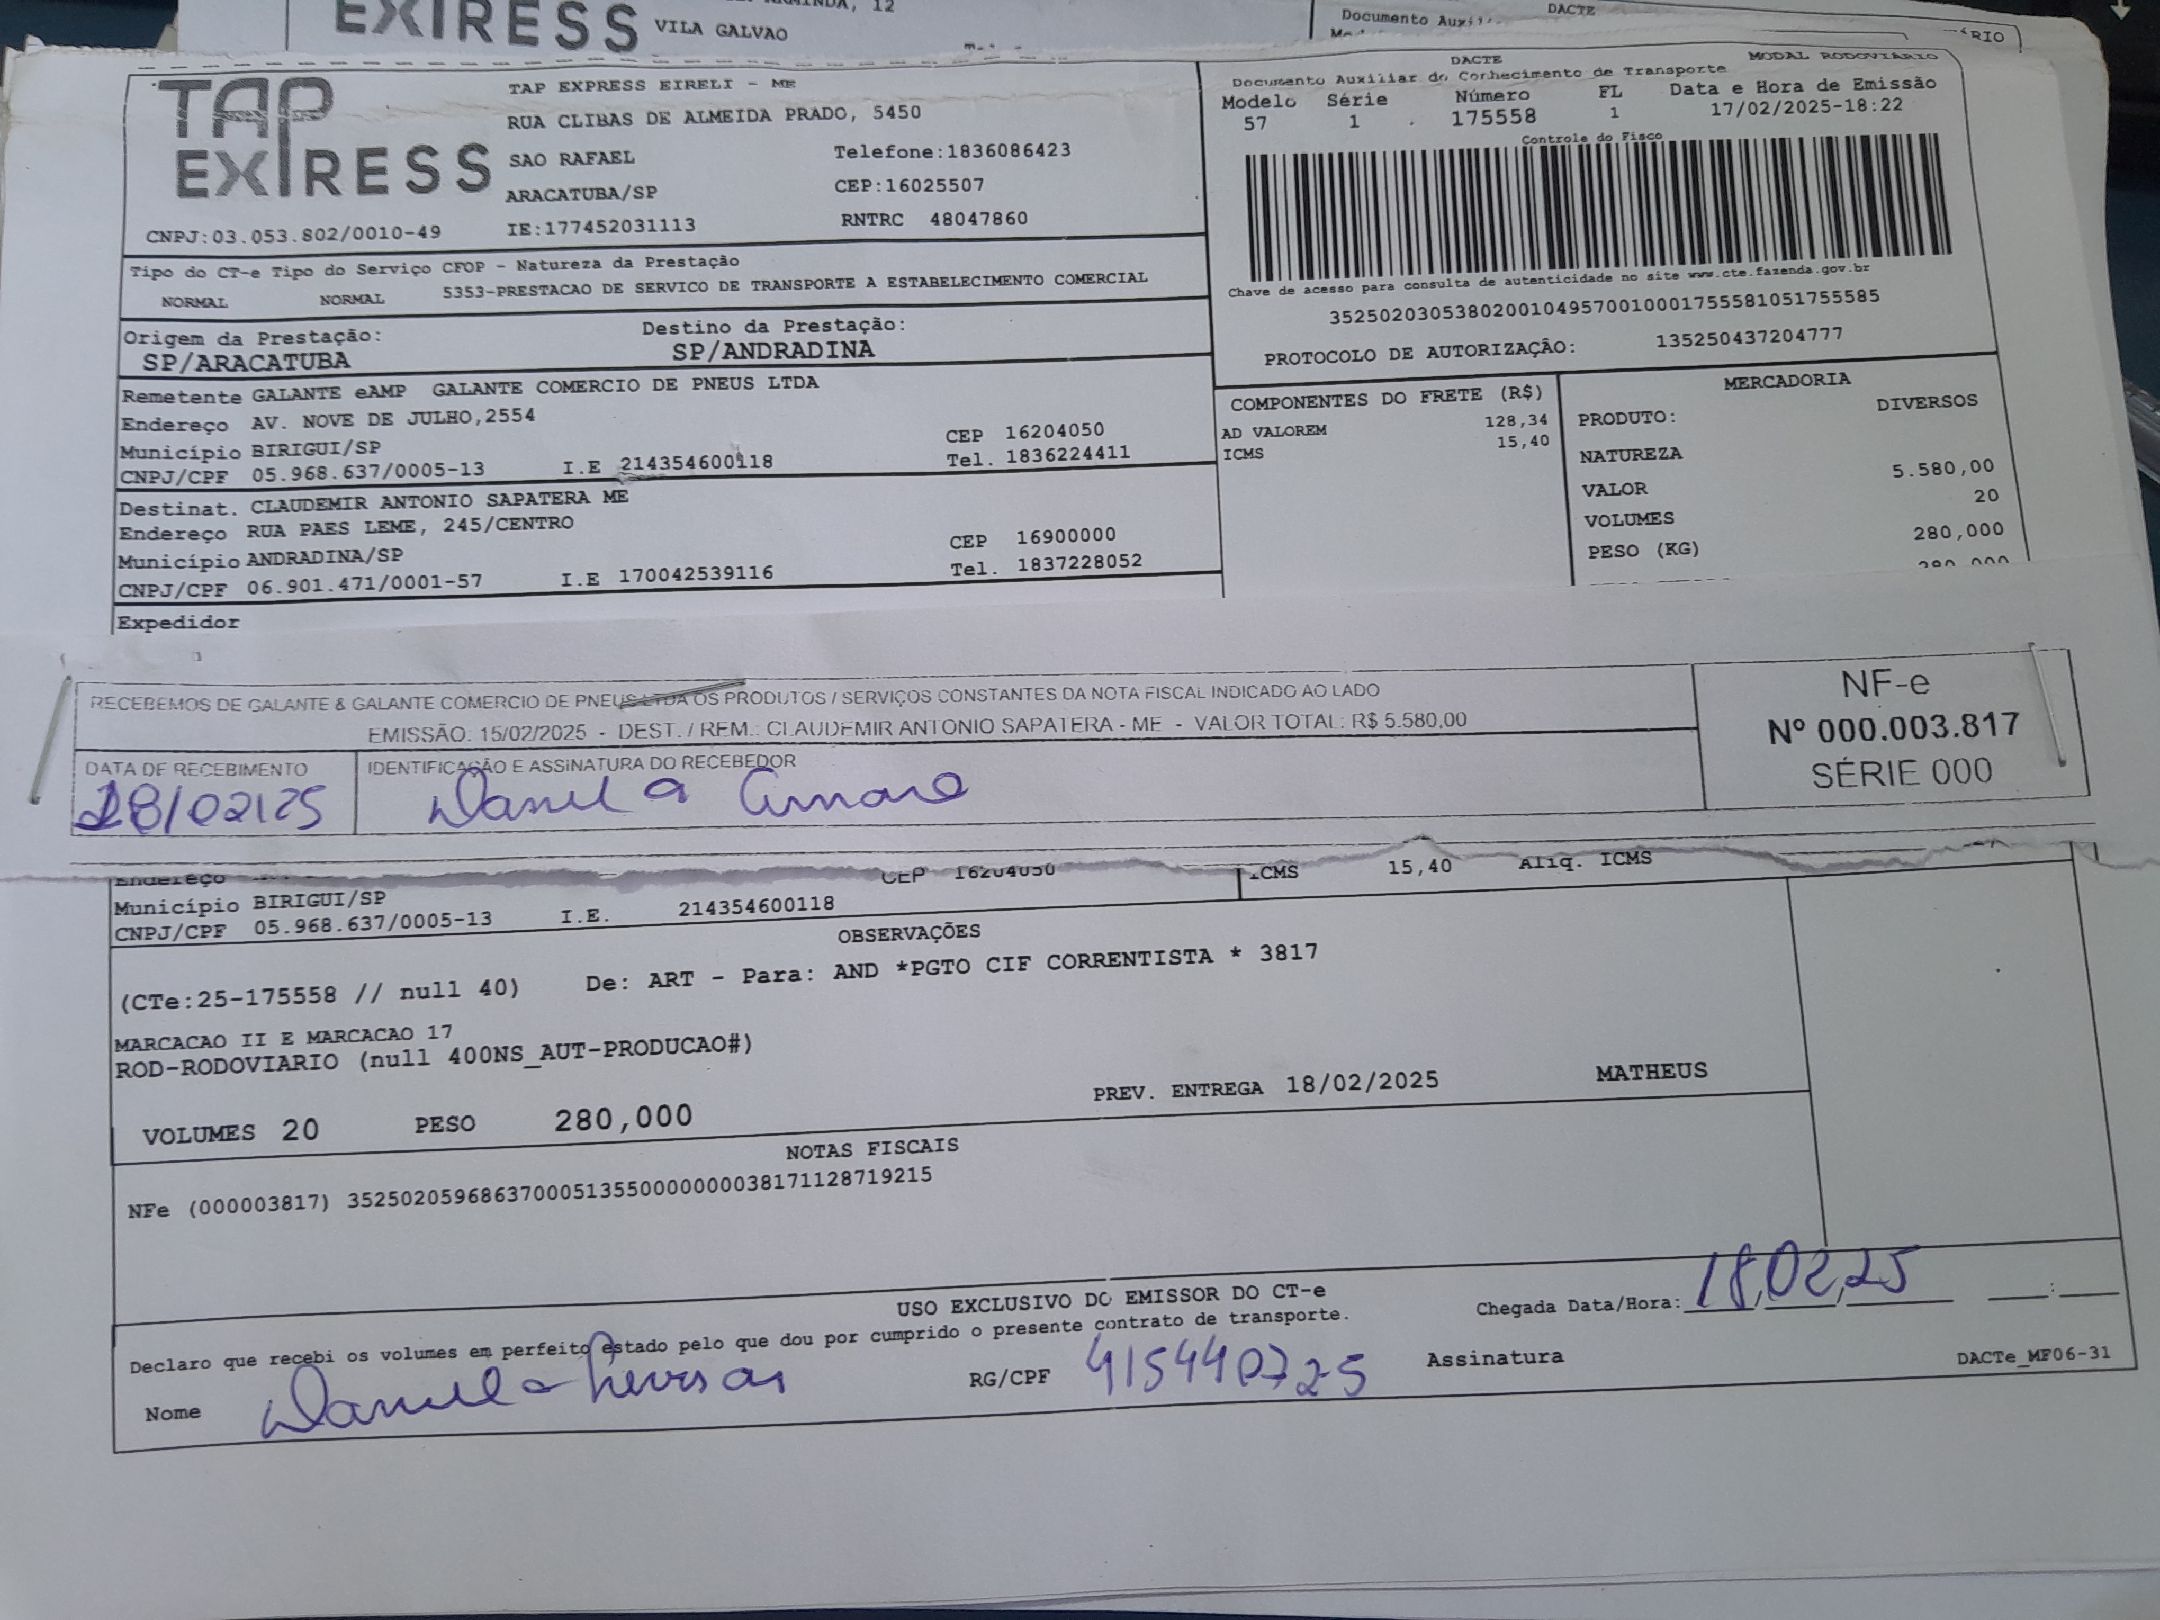 EXPRESS
12
VILA GALVAO
DACTE
TAP
EXPRESS
TAP EXPRESS EIRELI - ME
RUA CLIBAS DE ALMEIDA PRADO, 5450
SAO RAFAEL Telefone:1836086423
ARACATUBA/SP CEP:16025507
CNPJ:03.053.802/0010-49 IE:177452031113 RNTRC 48047860
DACTE MODAL RODOVIÁRIO
Documento Auxiliar do Conhecimento de Transporte
Modelo Série Número FL Data e Hora de Emissão
57 1 175558 1 17/02/2025-18:22
Controle do Fisco
Chave de acesso para consulta de autenticidade no site www.cte.fazenda.gov.br
35250203053802001049570010001755581051755585
PROTOCOLO DE AUTORIZAÇÃO: 135250437204777
Tipo do CT-e Tipo do Serviço CFOP - Natureza da Prestação
NORMAL NORMAL 5353-PRESTACAO DE SERVICO DE TRANSPORTE A ESTABELECIMENTO COMERCIAL
Origem da Prestação: Destino da Prestação:
SP/ARACATUBA SP/ANDRADINA
Remetente GALANTE eAMP GALANTE COMERCIO DE PNEUS LTDA
Endereço AV. NOVE DE JULHO,2554
Município BIRIGUI/SP CEP 16204050
CNPJ/CPF 05.968.637/0005-13 I.E 214354600118 Tel. 1836224411
Destinat. CLAUDEMIR ANTONIO SAPATERA ME
Endereço RUA PAES LEME, 245/CENTRO
Município ANDRADINA/SP CEP 16900000
CNPJ/CPF 06.901.471/0001-57 I.E 170042539116 Tel. 1837228052
Expedidor
COMPONENTES DO FRETE (R$)
AD VALOREM 128,34
ICMS 15,40
MERCADORIA
PRODUTO: DIVERSOS
NATUREZA
VALOR 5.580,00
VOLUMES 20
PESO (KG) 280,000
RECEBEMOS DE GALANTE & GALANTE COMERCIO DE PNEUS LTDA OS PRODUTOS / SERVIÇOS CONSTANTES DA NOTA FISCAL INDICADO AO LADO
EMISSÃO: 15/02/2025 - DEST. / REM.: CLAUDEMIR ANTONIO SAPATERA - ME - VALOR TOTAL: R$ 5.580,00
DATA DE RECEBIMENTO IDENTIFICAÇÃO E ASSINATURA DO RECEBEDOR
18/02/25
NF-e
Nº 000.003.817
SÉRIE 000
Endereço CEP 16204050 ICMS 15,40 Aliq. ICMS
Município BIRIGUI/SP
CNPJ/CPF 05.968.637/0005-13 I.E. 214354600118
OBSERVAÇÕES
(CTe:25-175558 // null 40) De: ART - Para: AND *PGTO CIF CORRENTISTA * 3817
MARCACAO II E MARCACAO 17
ROD-RODOVIARIO (null 400NS_AUT-PRODUCAO#)
VOLUMES 20 PESO 280,000 PREV. ENTREGA 18/02/2025 MATHEUS
NOTAS FISCAIS
NFe (000003817) 35250205968637000513550000000038171128719215
USO EXCLUSIVO DO EMISSOR DO CT-e
Declaro que recebi os volumes em perfeito estado pelo que dou por cumprido o presente contrato de transporte.
Chegada Data/Hora: 18/02/25
Nome RG/CPF 415440725 Assinatura
DACTe_MF06-31